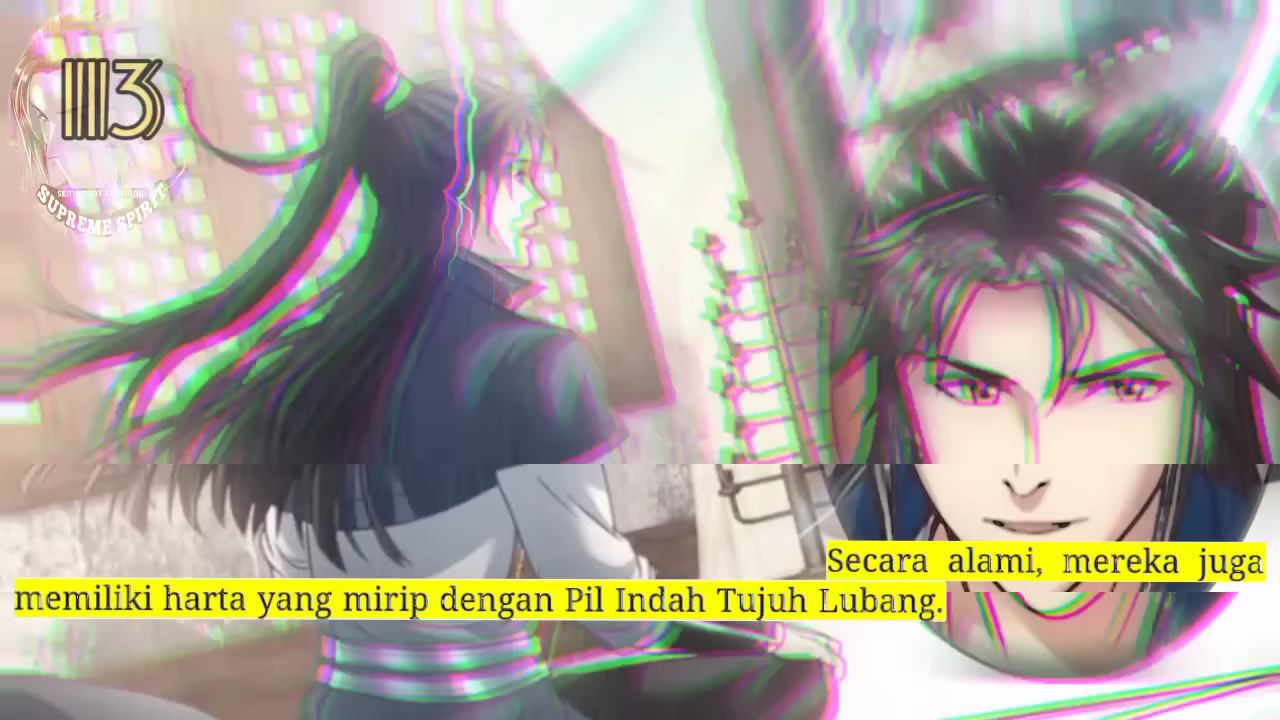 113
SUPREME SPIRIT
Secara alami, mereka juga
memiliki harta yang mirip dengan Pil Indah Tujuh Lubang.